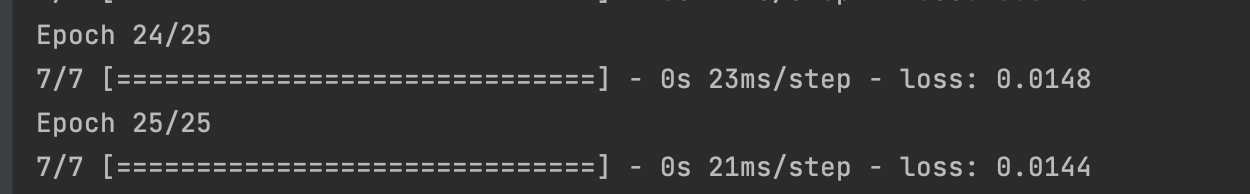 Epoch 24/25
7/7 [==============================] - 0s 23ms/step - loss: 0.0148
Epoch 25/25
7/7 [==============================] - 0s 21ms/step - loss: 0.0144